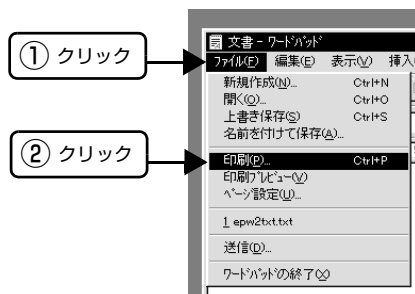 文書 - ワードパッド
ファイル(F) 編集(E) 表示(V) 挿入
① クリック
新規作成(N)... Ctrl+N
開く(O)... Ctrl+O
上書き保存(S) Ctrl+S
名前を付けて保存(A)...
② クリック
印刷(P)... Ctrl+P
印刷プレビュー(V)
ページ設定(U)...
1 epw2txt.txt
送信(D)...
ワードパッドの終了(X)